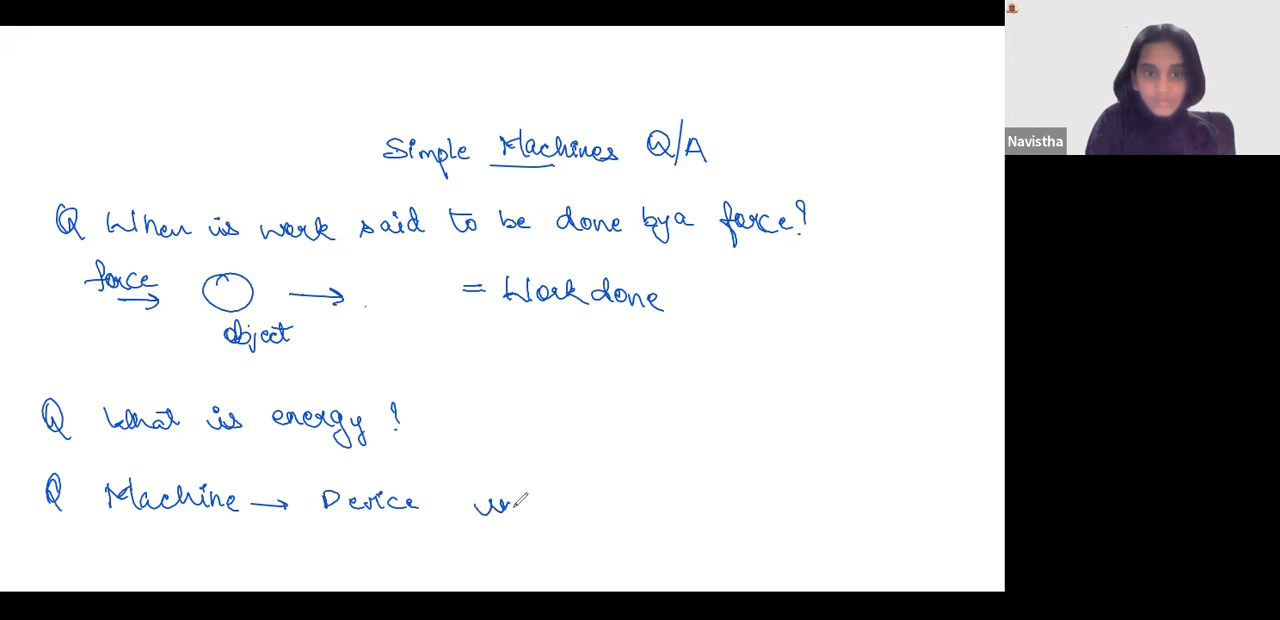 Simple Machines Q/A
Q When is work said to be done by a force?
force
= Work done
object
Q What is energy?
Q Machine → Device
Navistha